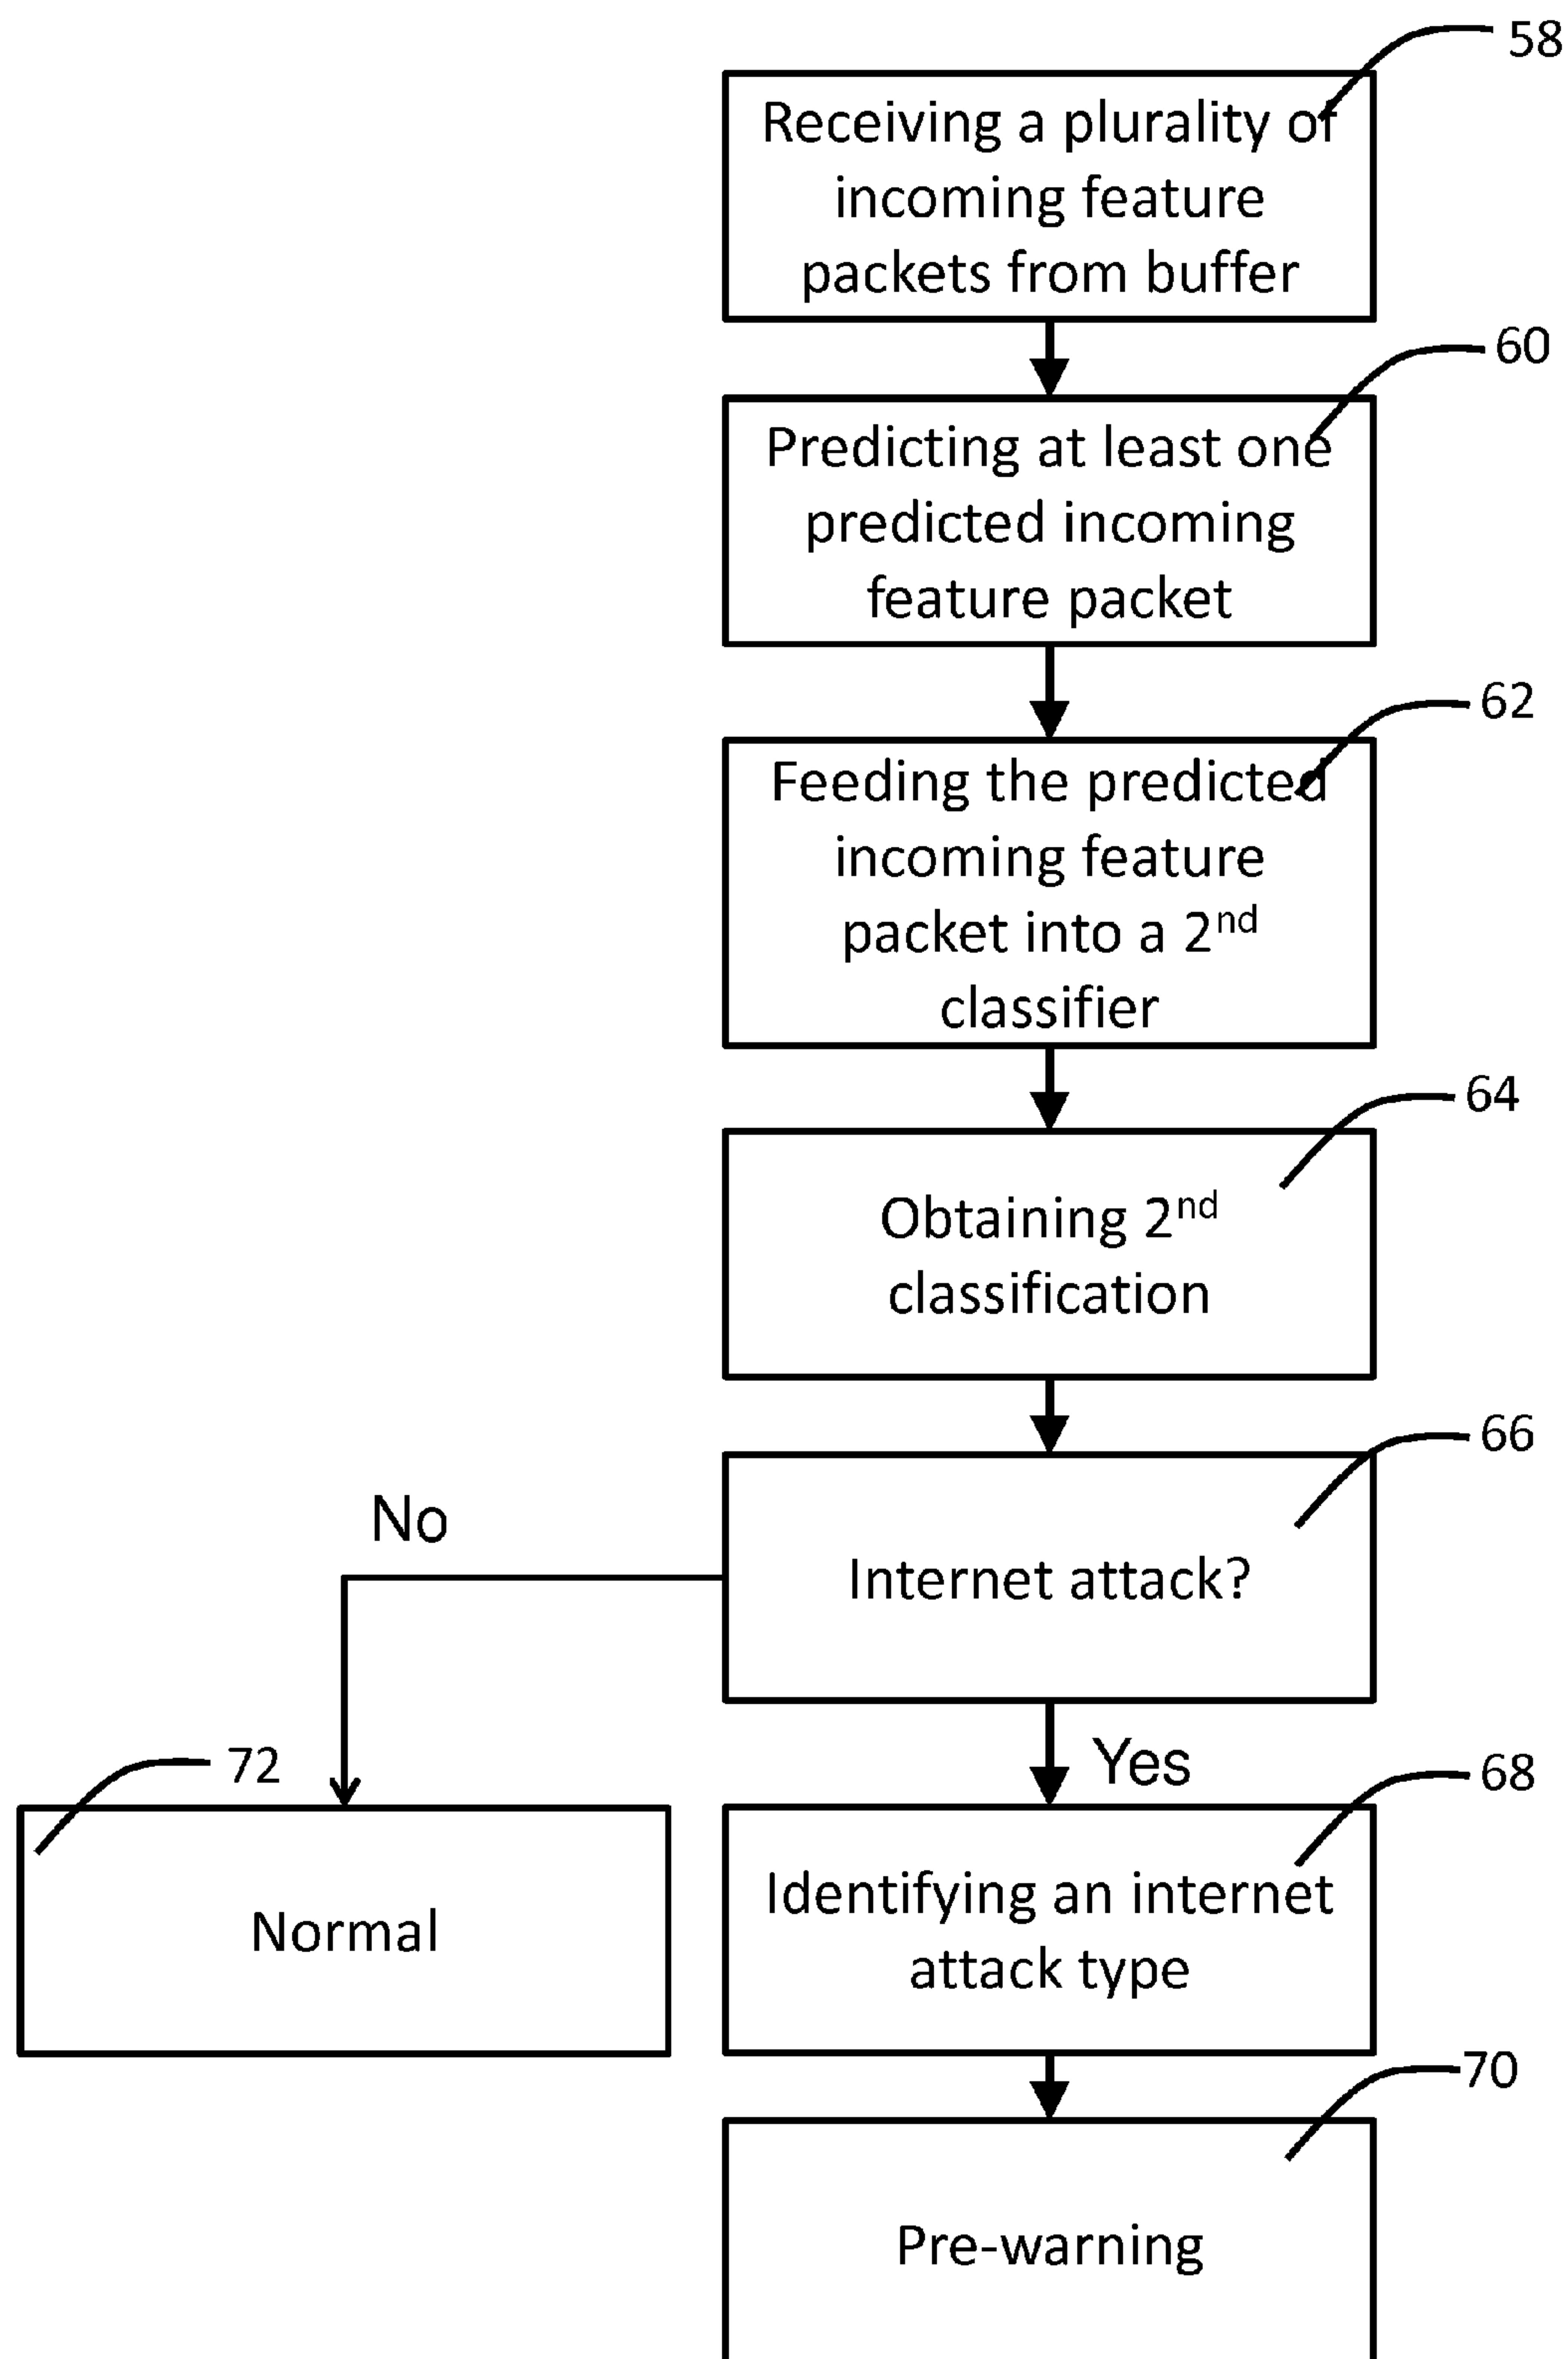 58
Receiving a plurality of
incoming feature
packets from buffer
60
Predicting at least one
predicted incoming
feature packet
62
Feeding the predicted
incoming feature
packet into a 2nd
classifier
64
Obtaining 2nd
classification
66
Internet attack?
No
Yes
72
Normal
68
Identifying an internet
attack type
70
Pre-warning